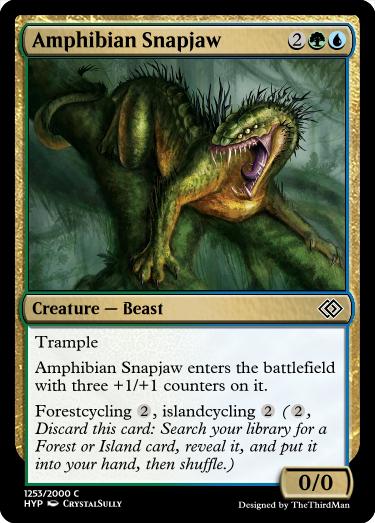 Amphibian Snapjaw 2
Creature — Beast
Trample
Amphibian Snapjaw enters the battlefield
with three +1/+1 counters on it.
Forestcycling 2, islandcycling 2 (2,
Discard this card: Search your library for
a Forest or Island card, reveal it, and put it
into your hand, then shuffle.)
0/0
1253/2000 C
HYP CrystalSully
Designed by TheThirdMan